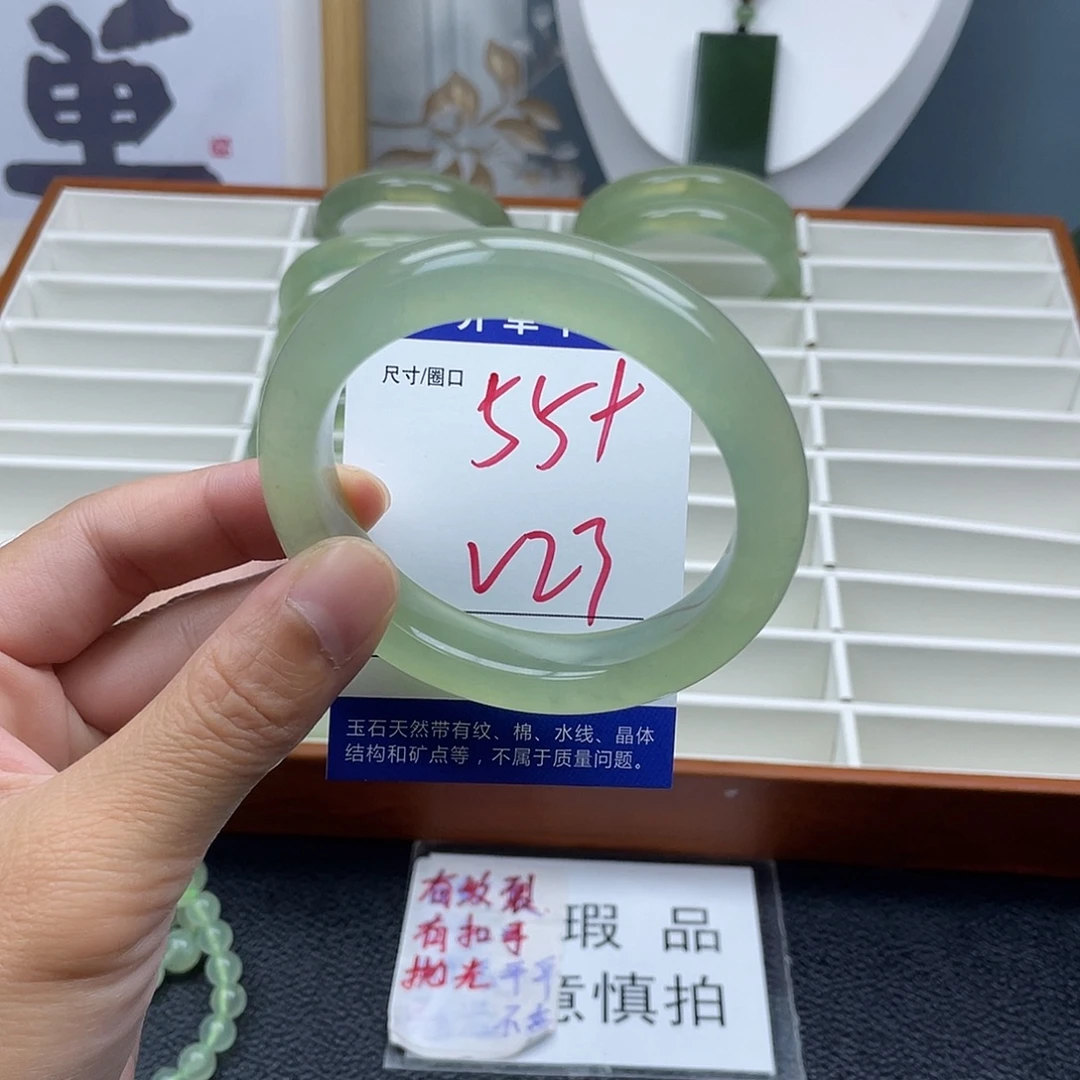 尺寸/圈口
55+
V23
玉石天然带有纹、棉、水线、晶体
结构和矿点等，不属于质量问题。
有蚊裂
有扣手
抛光
瑕品
慎拍